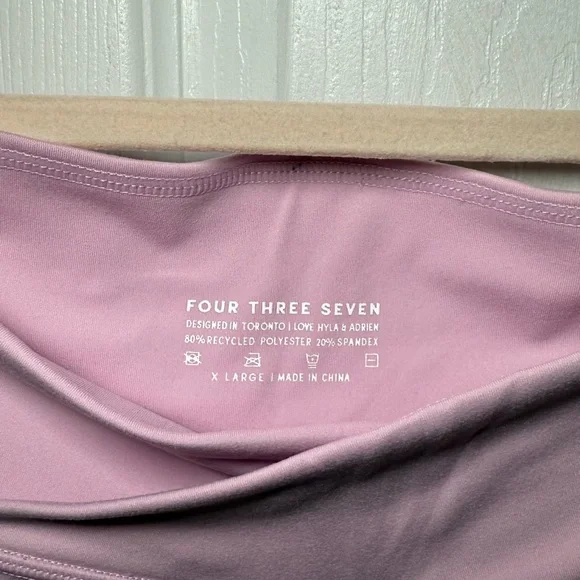 FOUR THREE SEVEN
DESIGNED IN TORONTO | LOVE HYLA & ADRIEN
80% RECYCLED POLYESTER 20% SPANDEX
X LARGE | MADE IN CHINA